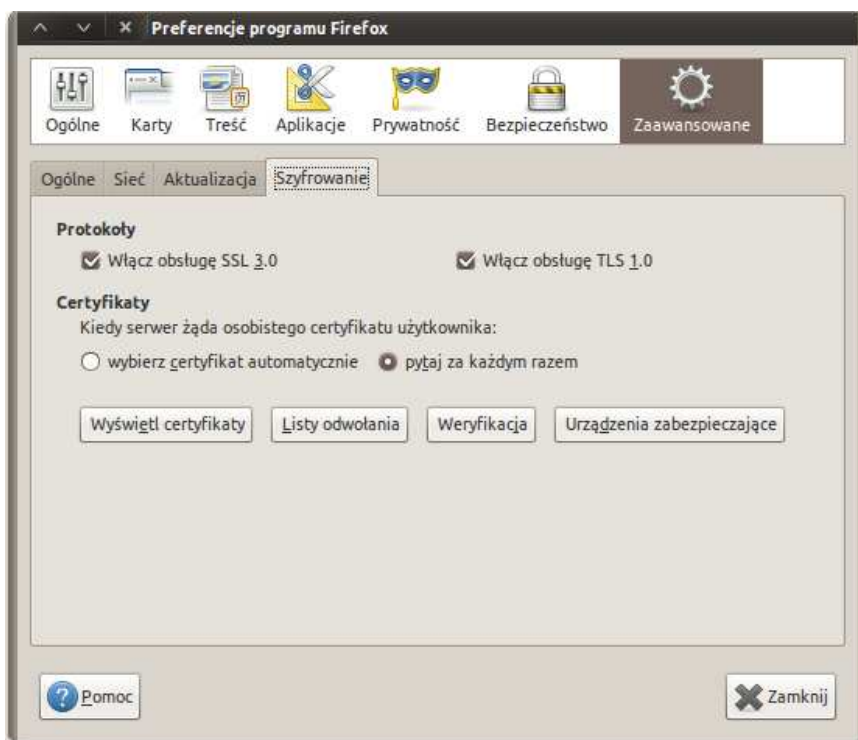 Preferencje programu Firefox
Ogólne Karty Treść Aplikacje Prywatność Bezpieczeństwo Zaawansowane
Ogólne Sieć Aktualizacja Szyfrowanie
Protokoły
Włącz obsługę SSL 3.0 Włącz obsługę TLS 1.0
Certyfikaty
Kiedy serwer żąda osobistego certyfikatu użytkownika:
wybierz certyfikat automatycznie pytaj za każdym razem
Wyświetl certyfikaty Listy odwołania Weryfikacja Urządzenia zabezpieczające
Pomoc Zamknij